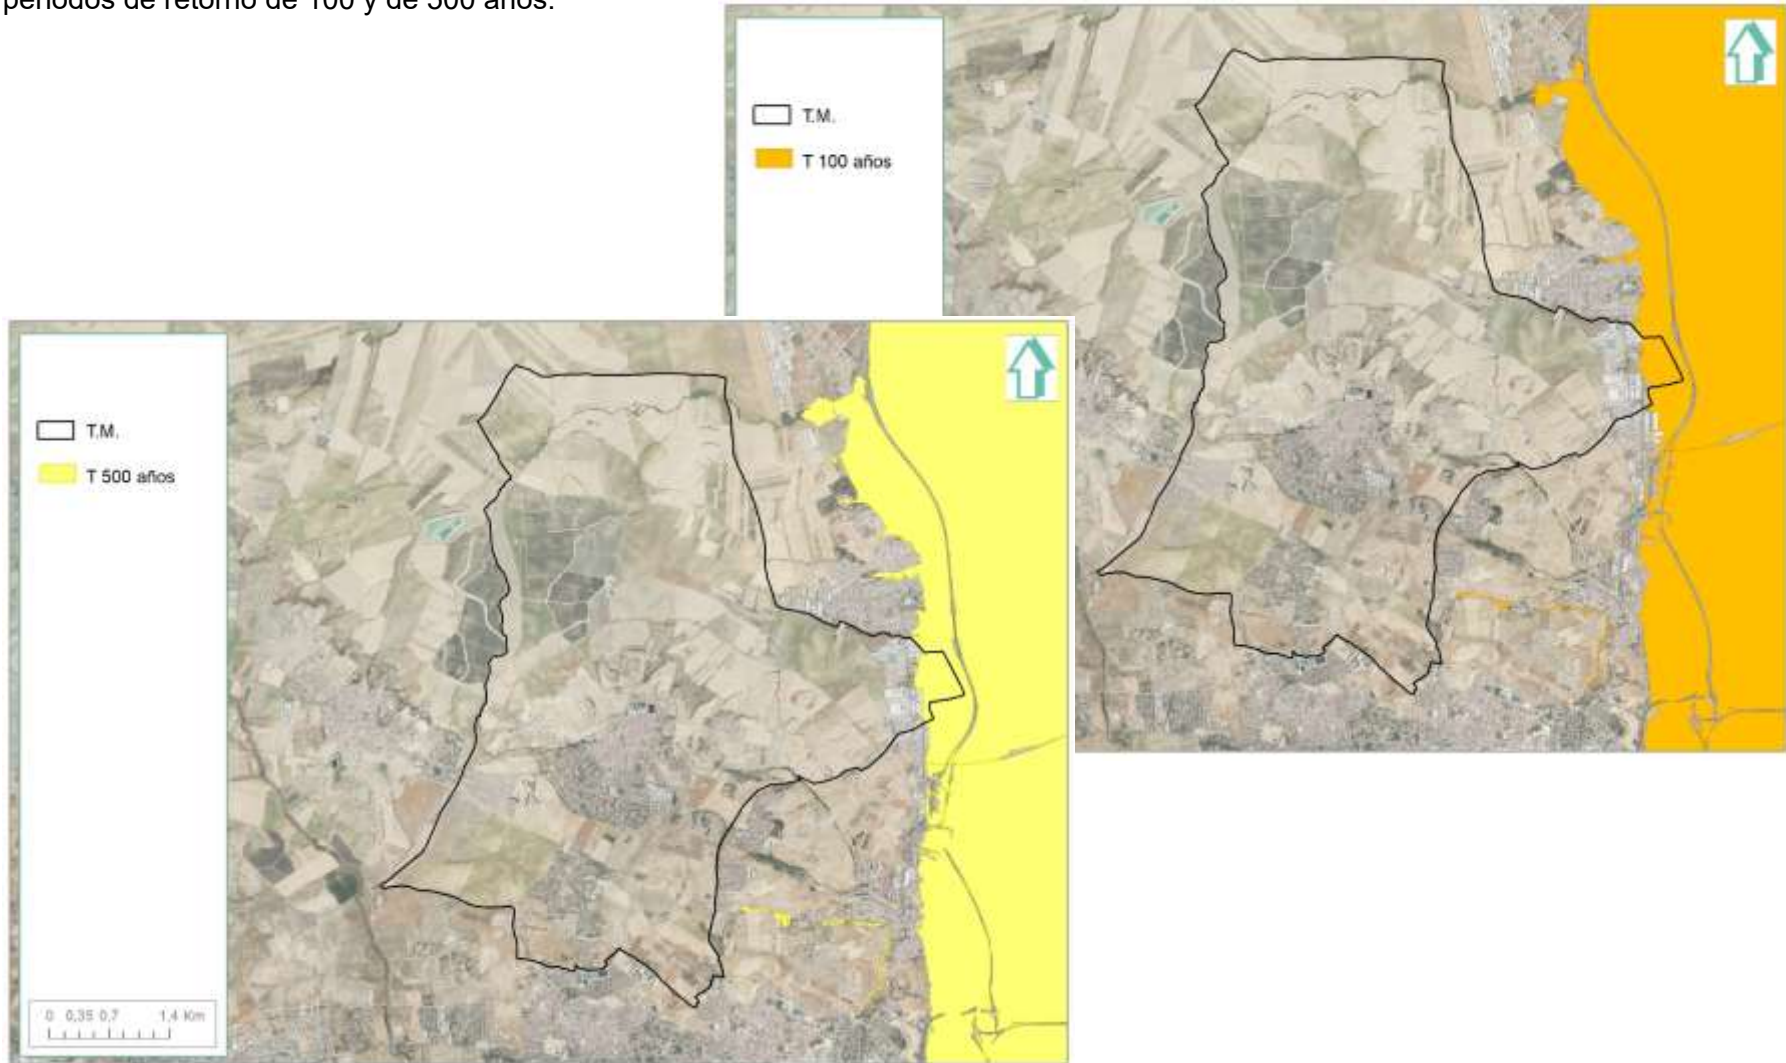 periodos de retorno de 100 y de 500 años.
T.M.
T 100 años
T.M.
T 500 años
0 0,35 0,7 1,4 Km